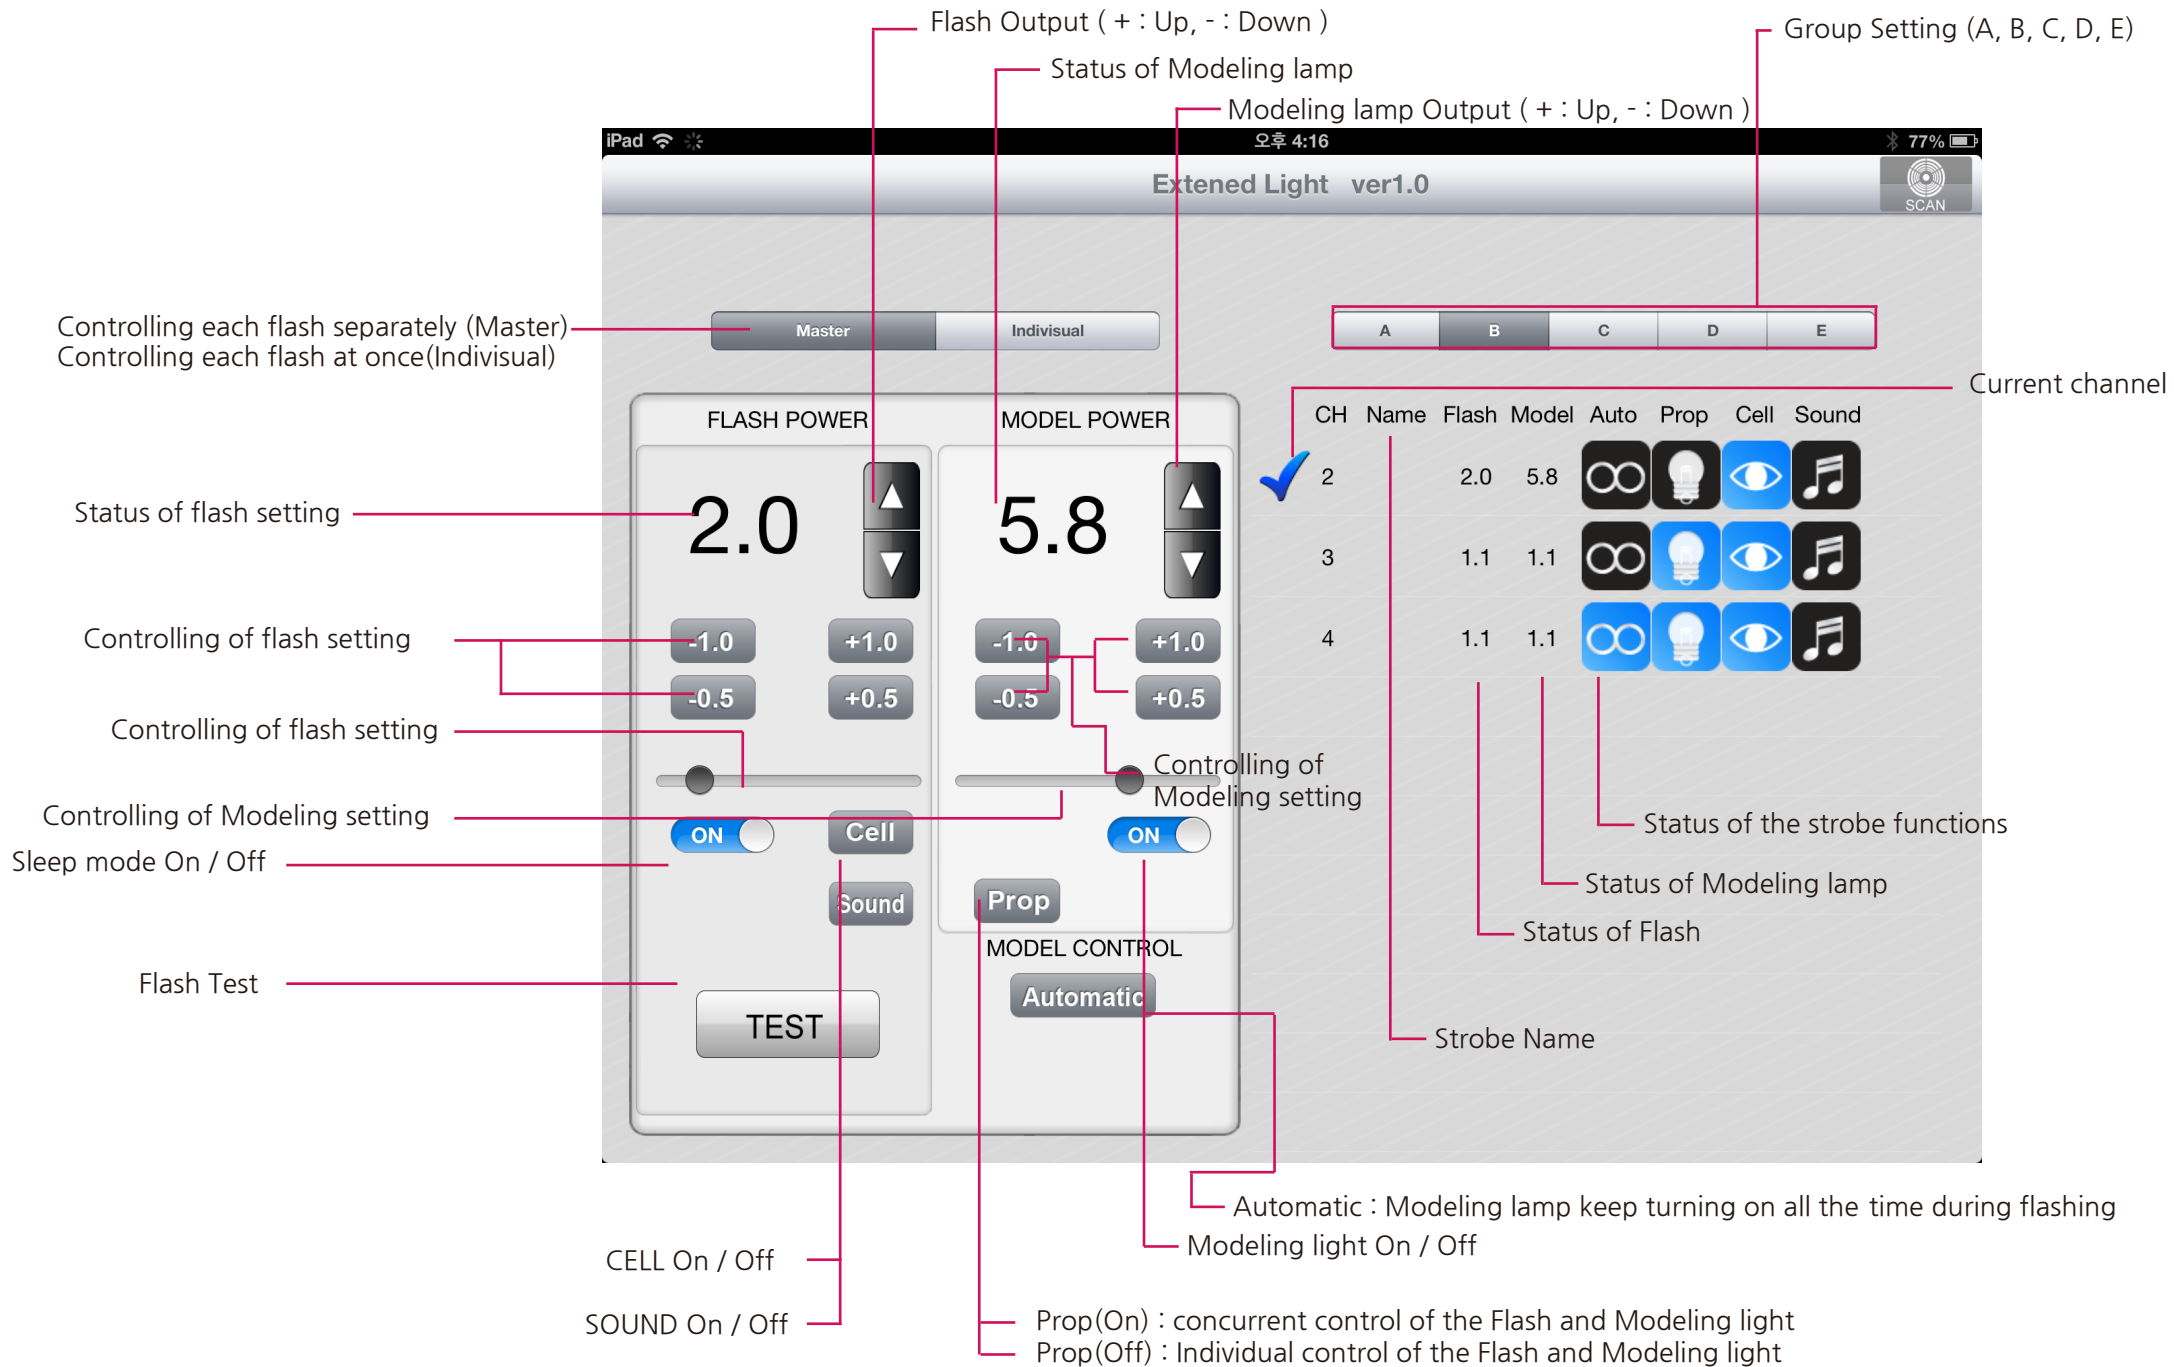 Flash Output ( + : Up, - : Down )
Group Setting (A, B, C, D, E)
Status of Modeling lamp
Modeling lamp Output ( + : Up, - : Down )
iPad 오후 4:16 77%
Extened Light ver1.0
SCAN
Controlling each flash separately (Master)
Controlling each flash at once(Indivisual)
Master Indivisual
A B C D E
Current channel
FLASH POWER MODEL POWER
CH Name Flash Model Auto Prop Cell Sound
2 2.0 5.8
3 1.1 1.1
4 1.1 1.1
Status of flash setting
2.0 5.8
Controlling of flash setting
-1.0 +1.0 -1.0 +1.0
-0.5 +0.5 -0.5 +0.5
Controlling of flash setting
Controlling of
Modeling setting
Controlling of Modeling setting
ON Cell ON
Sleep mode On / Off
Status of the strobe functions
Status of Modeling lamp
Sound Prop
Status of Flash
MODEL CONTROL
Flash Test
Automatic
TEST
Strobe Name
Automatic : Modeling lamp keep turning on all the time during flashing
Modeling light On / Off
CELL On / Off
SOUND On / Off
Prop(On) : concurrent control of the Flash and Modeling light
Prop(Off) : Individual control of the Flash and Modeling light